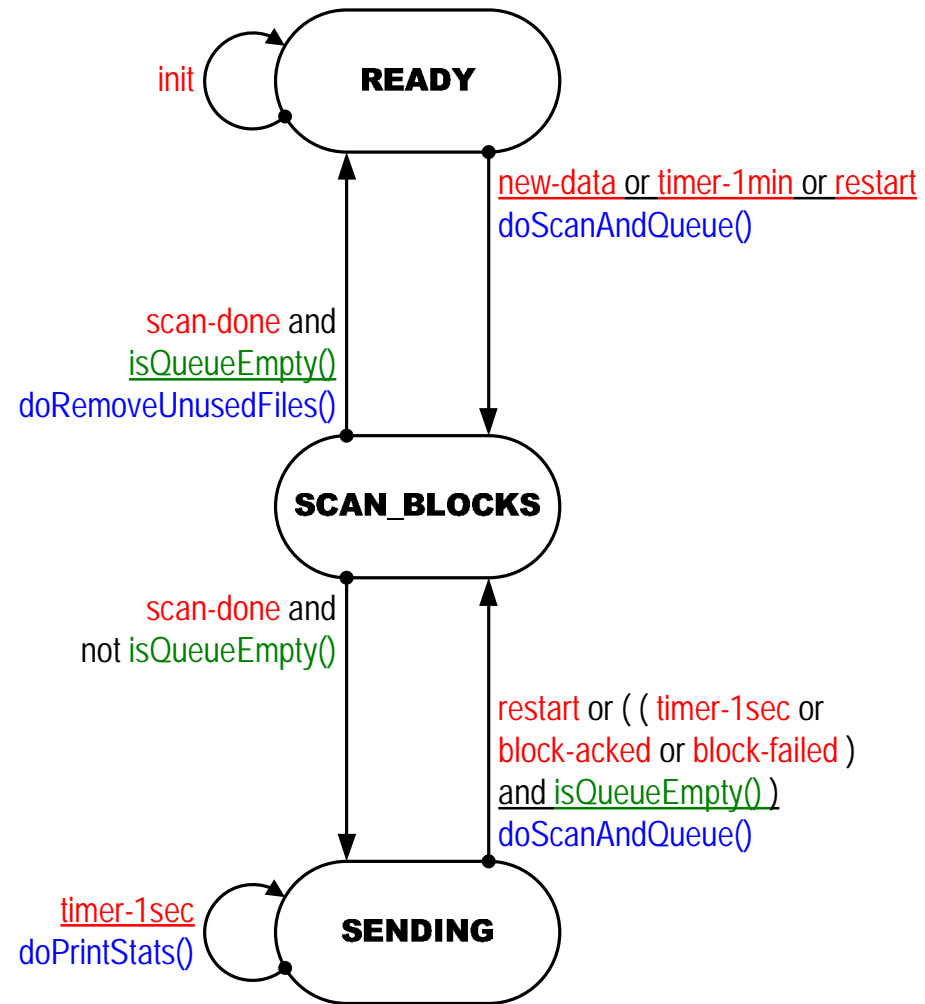 READY
init
new-data or timer-1min or restart
doScanAndQueue()
scan-done and
isQueueEmpty()
doRemoveUnusedFiles()
SCAN_BLOCKS
scan-done and
not isQueueEmpty()
restart or ( ( timer-1sec or
block-acked or block-failed )
and isQueueEmpty() )
doScanAndQueue()
timer-1sec
doPrintStats()
SENDING